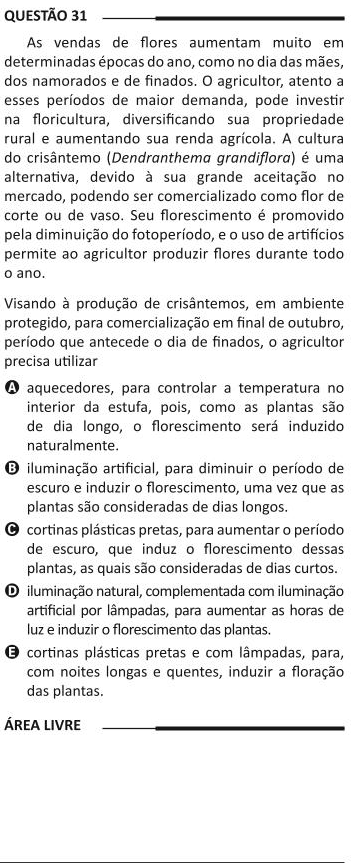 QUESTÃO 31
As vendas de flores aumentam muito em
determinadas épocas do ano, como no dia das mães,
dos namorados e de finados. O agricultor, atento a
esses períodos de maior demanda, pode investir
na floricultura, diversificando sua propriedade
rural e aumentando sua renda agrícola. A cultura
do crisântemo (Dendranthema grandiflora) é uma
alternativa, devido à sua grande aceitação no
mercado, podendo ser comercializado como flor de
corte ou de vaso. Seu florescimento é promovido
pela diminuição do fotoperíodo, e o uso de artifícios
permite ao agricultor produzir flores durante todo
o ano.
Visando à produção de crisântemos, em ambiente
protegido, para comercialização em final de outubro,
período que antecede o dia de finados, o agricultor
precisa utilizar
A aquecedores, para controlar a temperatura no
interior da estufa, pois, como as plantas são
de dia longo, o florescimento será induzido
naturalmente.
B iluminação artificial, para diminuir o período de
escuro e induzir o florescimento, uma vez que as
plantas são consideradas de dias longos.
C cortinas plásticas pretas, para aumentar o período
de escuro, que induz o florescimento dessas
plantas, as quais são consideradas de dias curtos.
D iluminação natural, complementada com iluminação
artificial por lâmpadas, para aumentar as horas de
luz e induzir o florescimento das plantas.
E cortinas plásticas pretas e com lâmpadas, para,
com noites longas e quentes, induzir a floração
das plantas.
ÁREA LIVRE